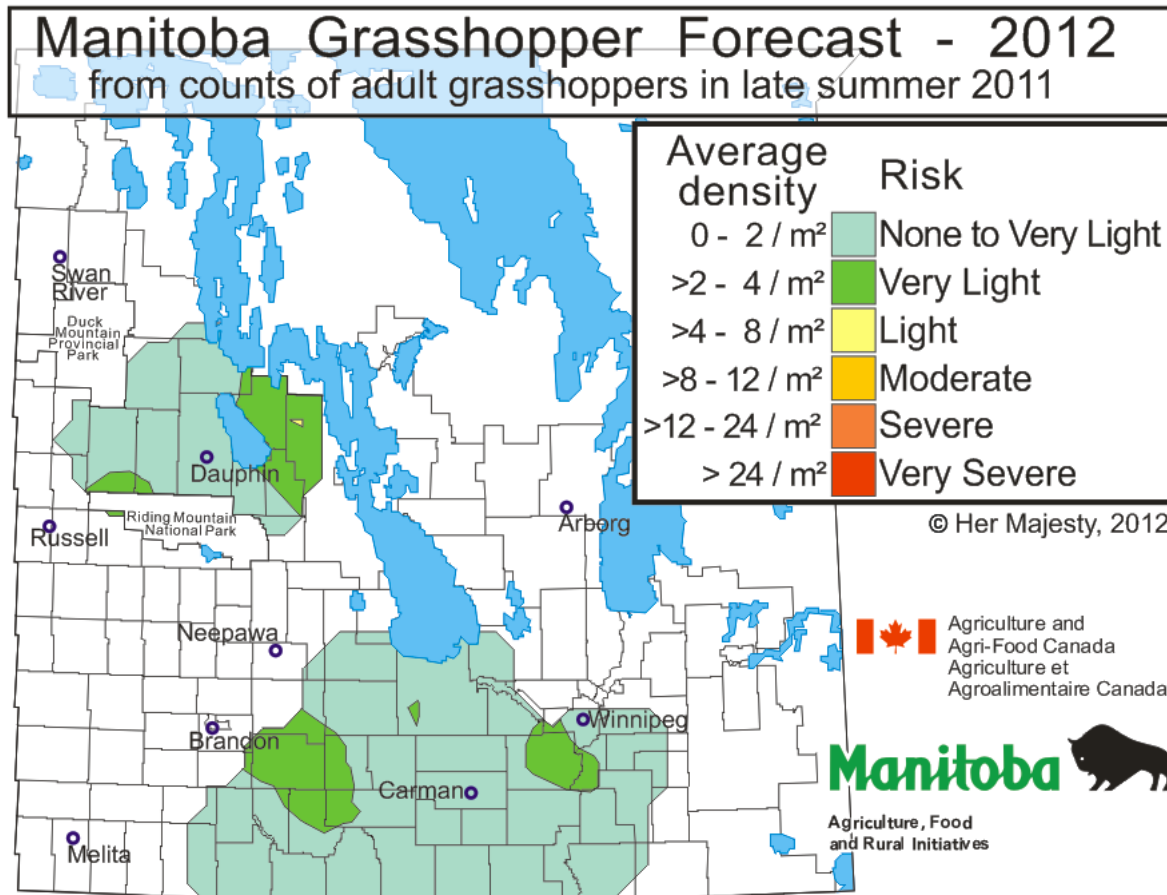 Manitoba Grasshopper Forecast - 2012
from counts of adult grasshoppers in late summer 2011
Average
density
Risk
0 - 2 / m² None to Very Light
>2 - 4 / m² Very Light
>4 - 8 / m² Light
>8 - 12 / m² Moderate
>12 - 24 / m² Severe
> 24 / m² Very Severe
© Her Majesty, 2012
Swan
River
Duck
Mountain
Provincial
Park
Dauphin
Riding Mountain
National Park
Russell
Arborg
Neepawa
Winnipeg
Brandon
Carman
Melita
Agriculture and
Agri-Food Canada
Agriculture et
Agroalimentaire Canada
Manitoba
Agriculture, Food
and Rural Initiatives